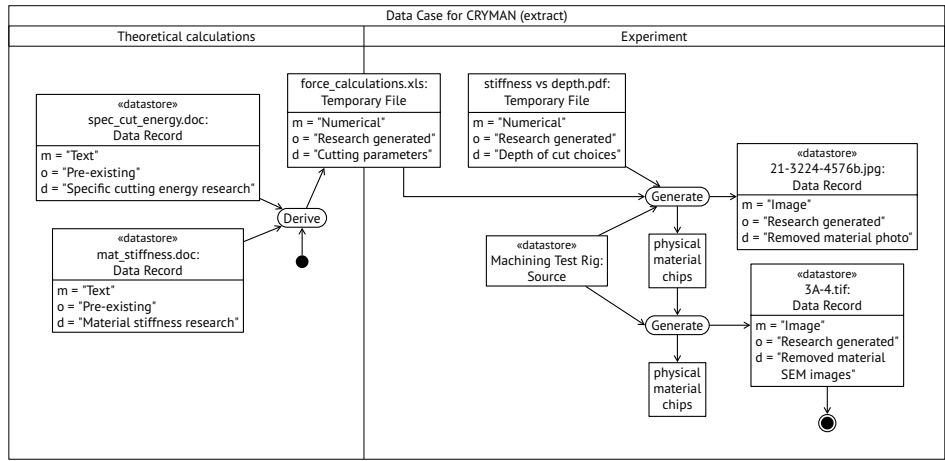 Data Case for CRYMAN (extract)
Theoretical calculations
Experiment
«datastore»
spec_cut_energy.doc:
Data Record
m = "Text"
o = "Pre-existing"
d = "Specific cutting energy research"
«datastore»
mat_stiffness.doc:
Data Record
m = "Text"
o = "Pre-existing"
d = "Material stiffness research"
Derive
force_calculations.xls:
Temporary File
m = "Numerical"
o = "Research generated"
d = "Cutting parameters"
stiffness vs depth.pdf:
Temporary File
m = "Numerical"
o = "Research generated"
d = "Depth of cut choices"
Generate
«datastore»
21-3224-4576b.jpg:
Data Record
m = "Image"
o = "Research generated"
d = "Removed material photo"
«datastore»
Machining Test Rig:
Source
physical
material
chips
Generate
«datastore»
3A-4.tif:
Data Record
m = "Image"
o = "Research generated"
d = "Removed material
SEM images"
physical
material
chips